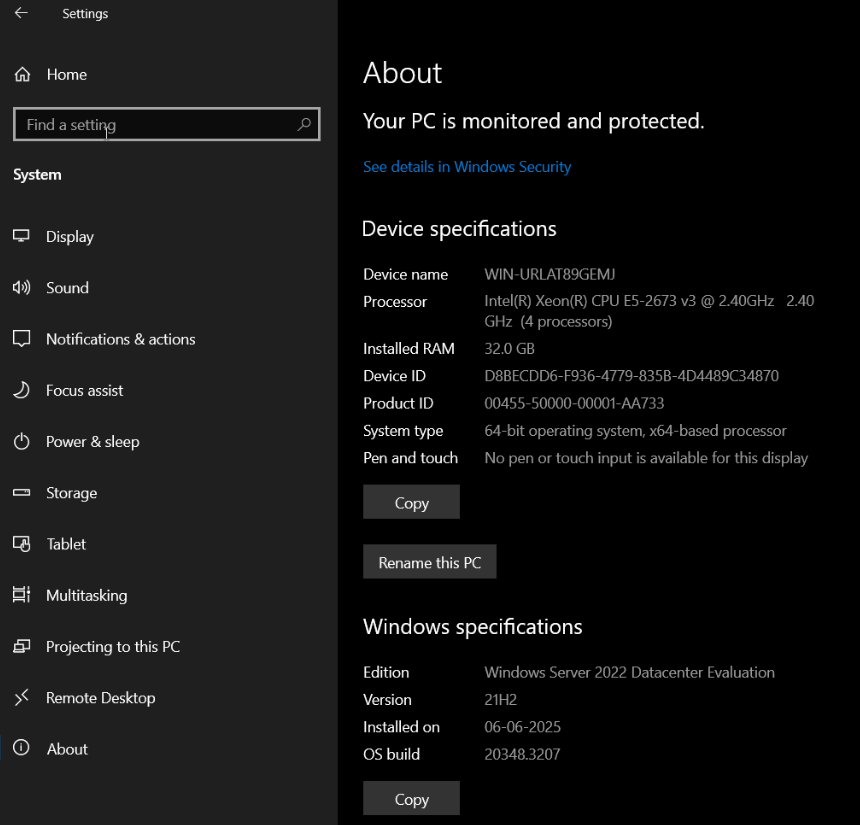 Settings
Home
Find a setting
System
Display
Sound
Notifications & actions
Focus assist
Power & sleep
Storage
Tablet
Multitasking
Projecting to this PC
Remote Desktop
About
About
Your PC is monitored and protected.
See details in Windows Security
Device specifications
Device name WIN-URLAT89GEMJ
Processor Intel(R) Xeon(R) CPU E5-2673 v3 @ 2.40GHz 2.40
GHz (4 processors)
Installed RAM 32.0 GB
Device ID D8BECDD6-F936-4779-835B-4D4489C34870
Product ID 00455-50000-00001-AA733
System type 64-bit operating system, x64-based processor
Pen and touch No pen or touch input is available for this display
Copy
Rename this PC
Windows specifications
Edition Windows Server 2022 Datacenter Evaluation
Version 21H2
Installed on 06-06-2025
OS build 20348.3207
Copy